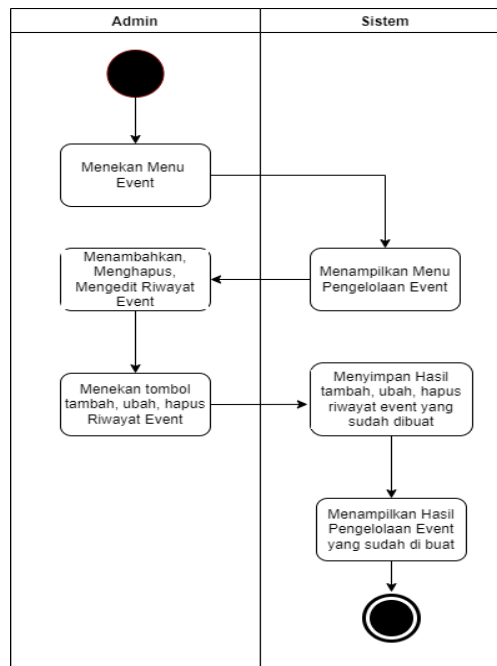 Admin
Sistem
Menekan Menu
Event
Menampilkan Menu
Pengelolaan Event
Menambahkan,
Menghapus,
Mengedit Riwayat
Event
Menekan tombol
tambah, ubah, hapus
Riwayat Event
Menyimpan Hasil
tambah, ubah, hapus
riwayat event yang
sudah dibuat
Menampilkan Hasil
Pengelolaan Event
yang sudah di buat